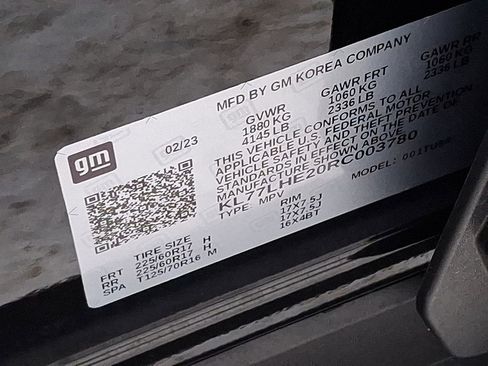 MFD BY GM KOREA COMPANY
gm
02/23
GVWR GAWR FRT GAWR RR
1880 KG 1060 KG 1060 KG
4145 LB 2336 LB 2336 LB
THIS VEHICLE CONFORMS TO ALL
APPLICABLE U.S. FEDERAL MOTOR
VEHICLE SAFETY AND THEFT PREVENTION
STANDARDS IN EFFECT ON THE DATE OF
MANUFACTURE SHOWN ABOVE
KL77LHE20RC003780
TYPE: MPV MODEL:
TIRE SIZE RIM
FRT 225/60R17 H 17X7.5J
RR 225/60R17 H 17X7.5J
SPA T125/70R16 M 16X4BT